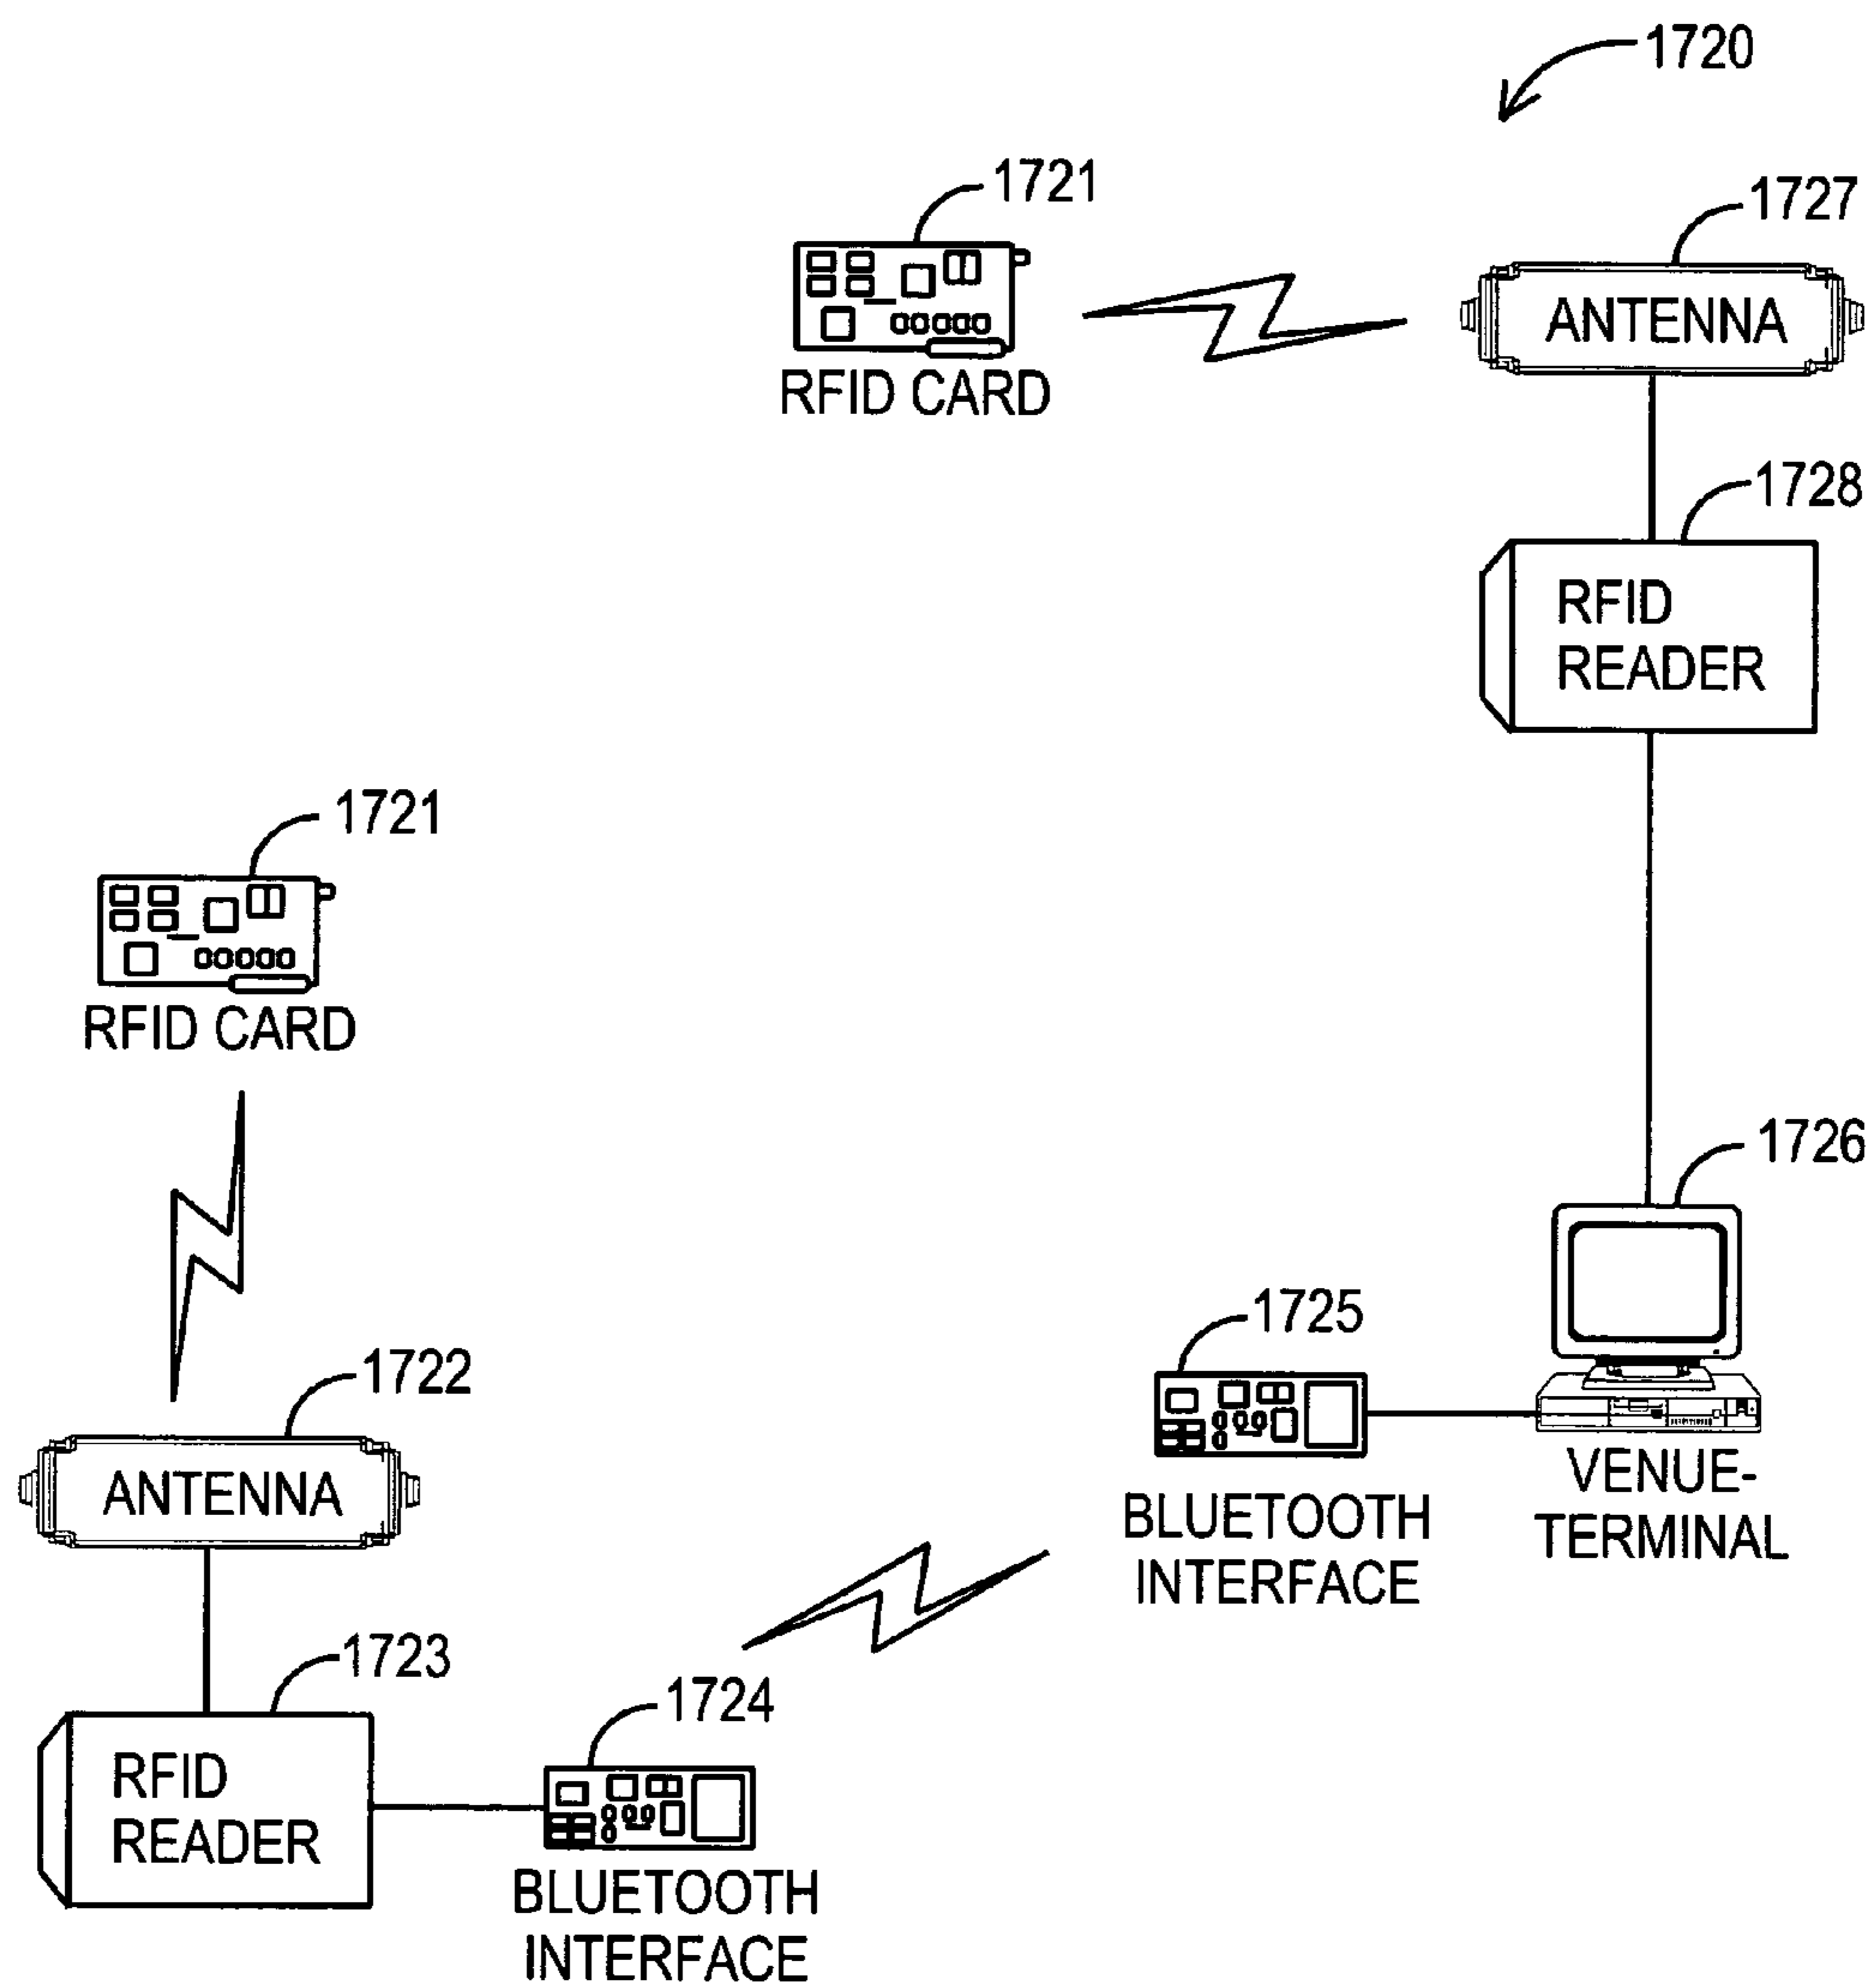 1720
1721
1727
ANTENNA
RFID CARD
1728
RFID
READER
1721
RFID CARD
1726
1725
1722
ANTENNA
VENUE-
TERMINAL
BLUETOOTH
INTERFACE
1723
1724
RFID
READER
BLUETOOTH
INTERFACE